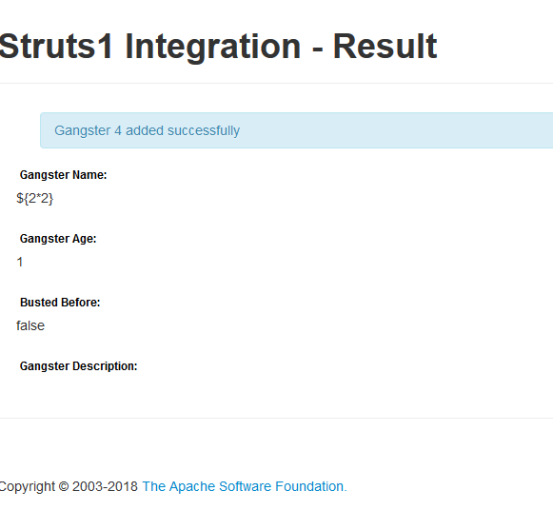 Struts1 Integration - Result
Gangster 4 added successfully
Gangster Name:
${2*2}
Gangster Age:
1
Busted Before:
false
Gangster Description:
Copyright © 2003-2018 The Apache Software Foundation.